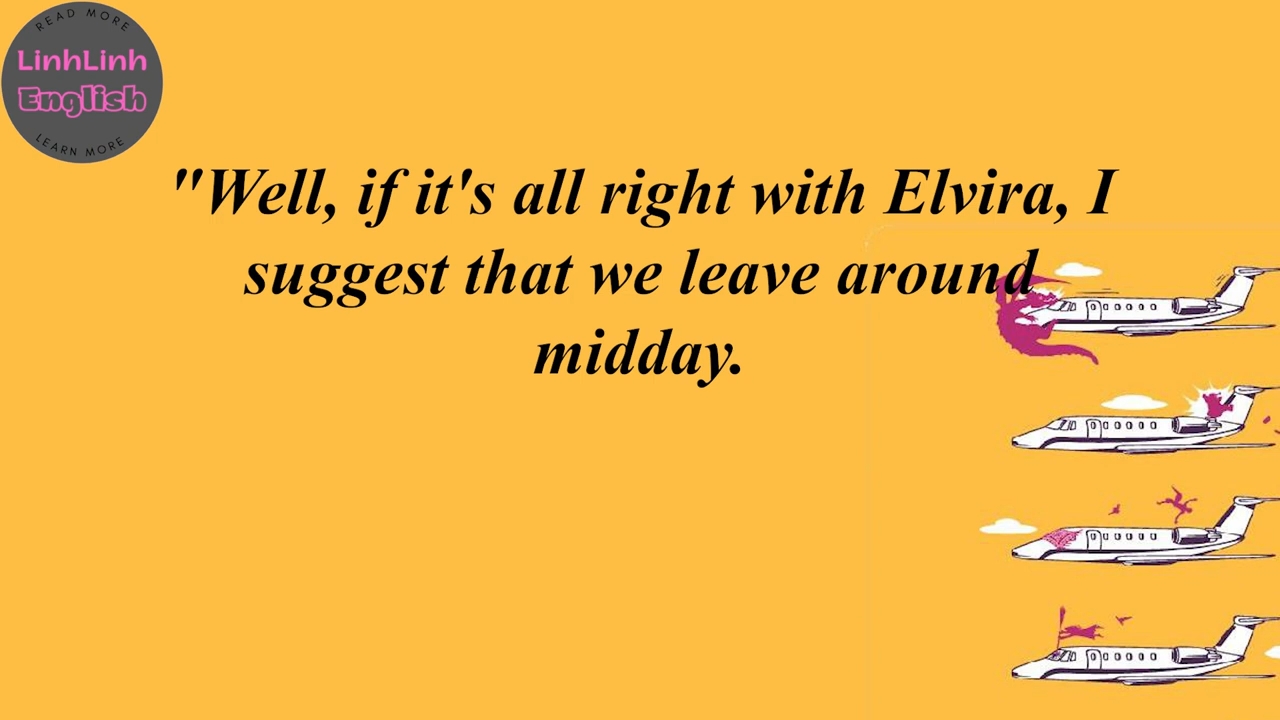 READ MORE
LinhLinh
English
LEARN MORE
"Well, if it's all right with Elvira, I
suggest that we leave around
midday.